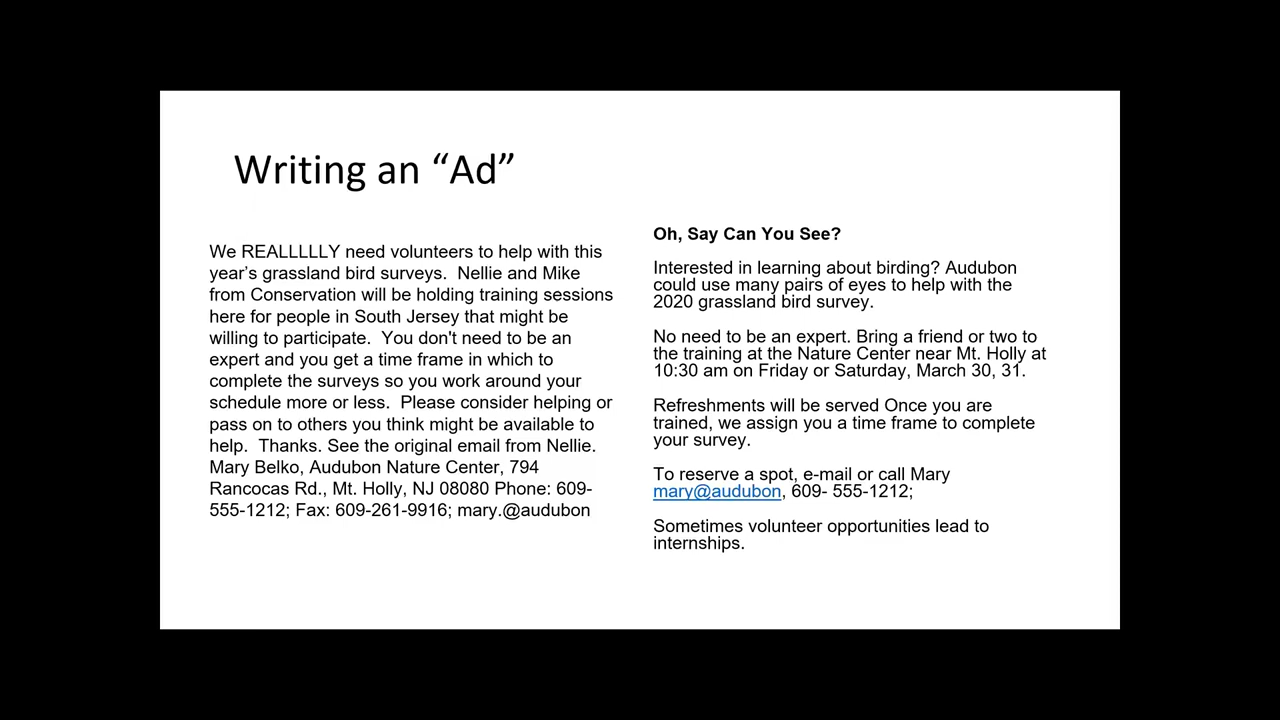 Writing an “Ad”
We REALLLLLY need volunteers to help with this
year’s grassland bird surveys.  Nellie and Mike
from Conservation will be holding training sessions
here for people in South Jersey that might be
willing to participate.  You don't need to be an
expert and you get a time frame in which to
complete the surveys so you work around your
schedule more or less.  Please consider helping or
pass on to others you think might be available to
help.  Thanks. See the original email from Nellie.
Mary Belko, Audubon Nature Center, 794
Rancocas Rd., Mt. Holly, NJ 08080 Phone: 609-
555-1212; Fax: 609-261-9916; mary.@audubon
Oh, Say Can You See?
Interested in learning about birding? Audubon
could use many pairs of eyes to help with the
2020 grassland bird survey.
No need to be an expert. Bring a friend or two to
the training at the Nature Center near Mt. Holly at
10:30 am on Friday or Saturday, March 30, 31.
Refreshments will be served Once you are
trained, we assign you a time frame to complete
your survey.
To reserve a spot, e-mail or call Mary
mary@audubon, 609- 555-1212;
Sometimes volunteer opportunities lead to
internships.